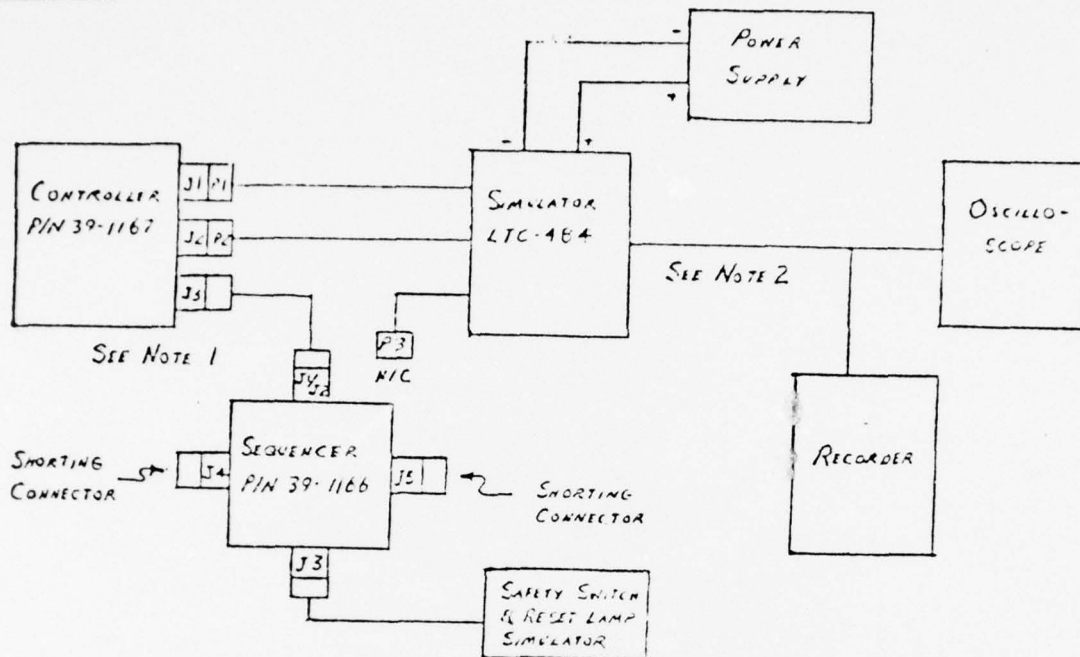 POWER
SUPPLY
-
+
-
+
CONTROLLER
P/N 39-1167
J1 P1
J2 P2
J3
SIMULATOR
LTC-484
OSCILLO-
SCOPE
SEE NOTE 2
SEE NOTE 1
P3
N/C
RECORDER
SHORTING
CONNECTOR
J4
SEQUENCER
P/N 39-1166
J5
SHORTING
CONNECTOR
J3
SAFETY SWITCH
& RESET LAMP
SIMULATOR